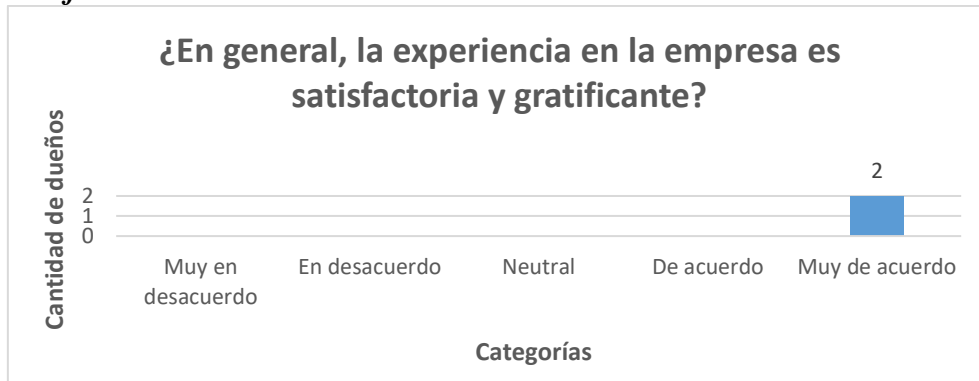 ¿En general, la experiencia en la empresa es
satisfactoria y gratificante?
Cantidad de dueños
2
2
1
0
Muy en
desacuerdo
En desacuerdo
Neutral
De acuerdo
Muy de acuerdo
Categorías